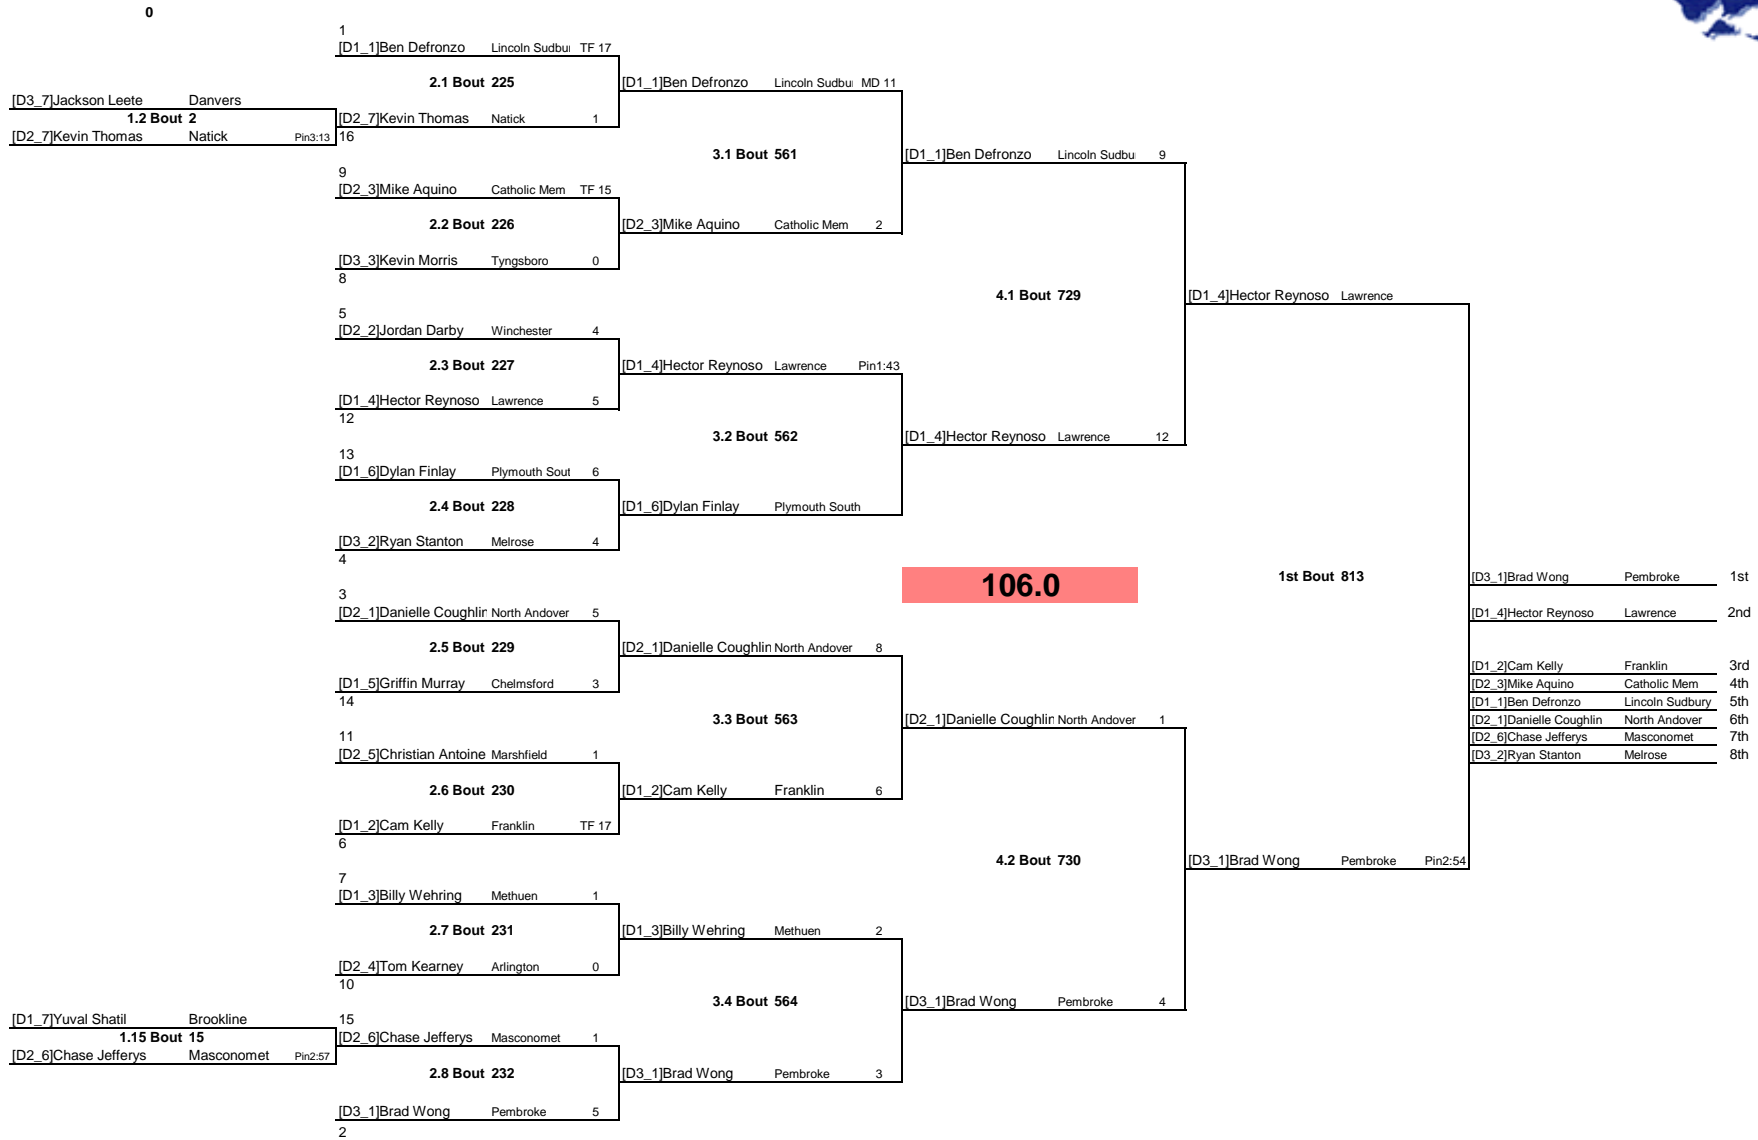 0
1
[D1_1]Ben Defronzo Lincoln Sudbu TF 17
2.1 Bout 225
[D1_1]Ben Defronzo Lincoln Sudbu MD 11
[D3_7]Jackson Leete Danvers
1.2 Bout 2
[D2_7]Kevin Thomas Natick 1
[D2_7]Kevin Thomas Natick Pin3:13
16
3.1 Bout 561
[D1_1]Ben Defronzo Lincoln Sudbu 9
9
[D2_3]Mike Aquino Catholic Mem TF 15
2.2 Bout 226
[D2_3]Mike Aquino Catholic Mem 2
[D3_3]Kevin Morris Tyngsboro 0
8
4.1 Bout 729
[D1_4]Hector Reynoso Lawrence
5
[D2_2]Jordan Darby Winchester 4
2.3 Bout 227
[D1_4]Hector Reynoso Lawrence Pin1:43
[D1_4]Hector Reynoso Lawrence 5
12
3.2 Bout 562
[D1_4]Hector Reynoso Lawrence 12
13
[D1_6]Dylan Finlay Plymouth Sout 6
2.4 Bout 228
[D1_6]Dylan Finlay Plymouth South
[D3_2]Ryan Stanton Melrose 4
4
106.0
1st Bout 813
[D3_1]Brad Wong Pembroke 1st
[D1_4]Hector Reynoso Lawrence 2nd
[D1_2]Cam Kelly Franklin 3rd
[D2_3]Mike Aquino Catholic Mem 4th
[D1_1]Ben Defronzo Lincoln Sudbury 5th
[D2_1]Danielle Coughlin North Andover 6th
[D2_6]Chase Jefferys Masconomet 7th
[D3_2]Ryan Stanton Melrose 8th
3
[D2_1]Danielle Coughlin North Andover 5
2.5 Bout 229
[D2_1]Danielle Coughlin North Andover 8
[D1_5]Griffin Murray Chelmsford 3
14
3.3 Bout 563
[D2_1]Danielle Coughlin North Andover 1
11
[D2_5]Christian Antoine Marshfield 1
2.6 Bout 230
[D1_2]Cam Kelly Franklin 6
[D1_2]Cam Kelly Franklin TF 17
6
4.2 Bout 730
[D3_1]Brad Wong Pembroke Pin2:54
7
[D1_3]Billy Wehring Methuen 1
2.7 Bout 231
[D1_3]Billy Wehring Methuen 2
[D2_4]Tom Kearney Arlington 0
10
3.4 Bout 564
[D3_1]Brad Wong Pembroke 4
[D1_7]Yuval Shatil Brookline
15
1.15 Bout 15
[D2_6]Chase Jefferys Masconomet 1
[D2_6]Chase Jefferys Masconomet Pin2:57
2.8 Bout 232
[D3_1]Brad Wong Pembroke 3
[D3_1]Brad Wong Pembroke 5
2